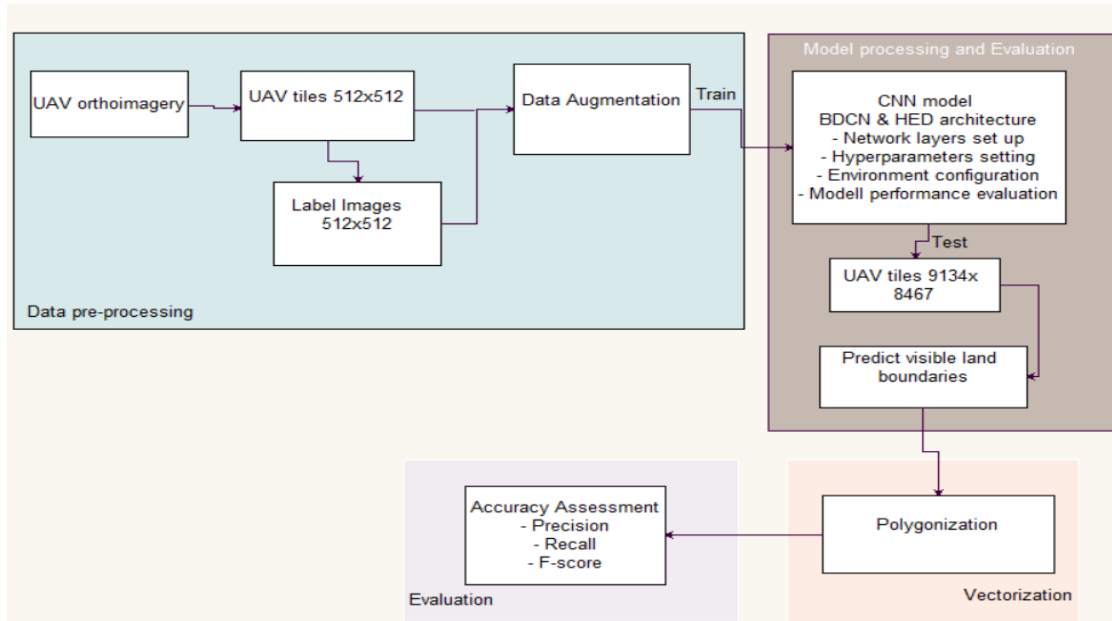 UAV orthoimagery
UAV tiles 512x512
Label Images
512x512
Data Augmentation
Train
Data pre-processing
Model processing and Evaluation
CNN model
BDCN & HED architecture
- Network layers set up
- Hyperparameters setting
- Environment configuration
- Modell performance evaluation
Test
UAV tiles 9134x
8467
Predict visible land
boundaries
Polygonization
Vectorization
Accuracy Assessment
- Precision
- Recall
- F-score
Evaluation